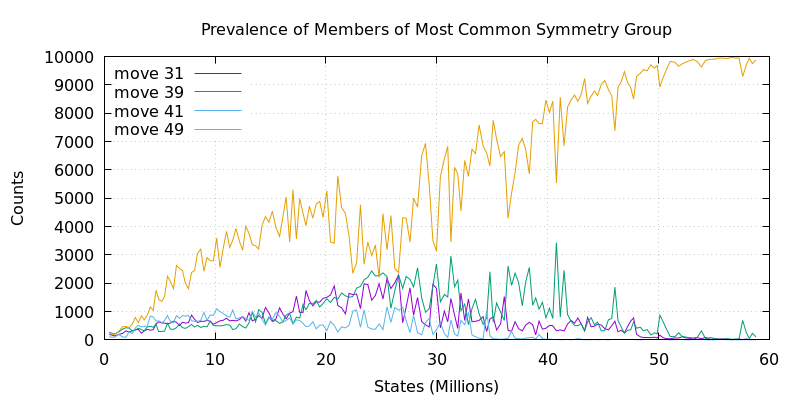 Prevalence of Members of Most Common Symmetry Group
10000
9000
8000
7000
6000
5000
4000
3000
2000
1000
0
Counts
move 31
move 39
move 41
move 49
0 10 20 30 40 50 60
States (Millions)